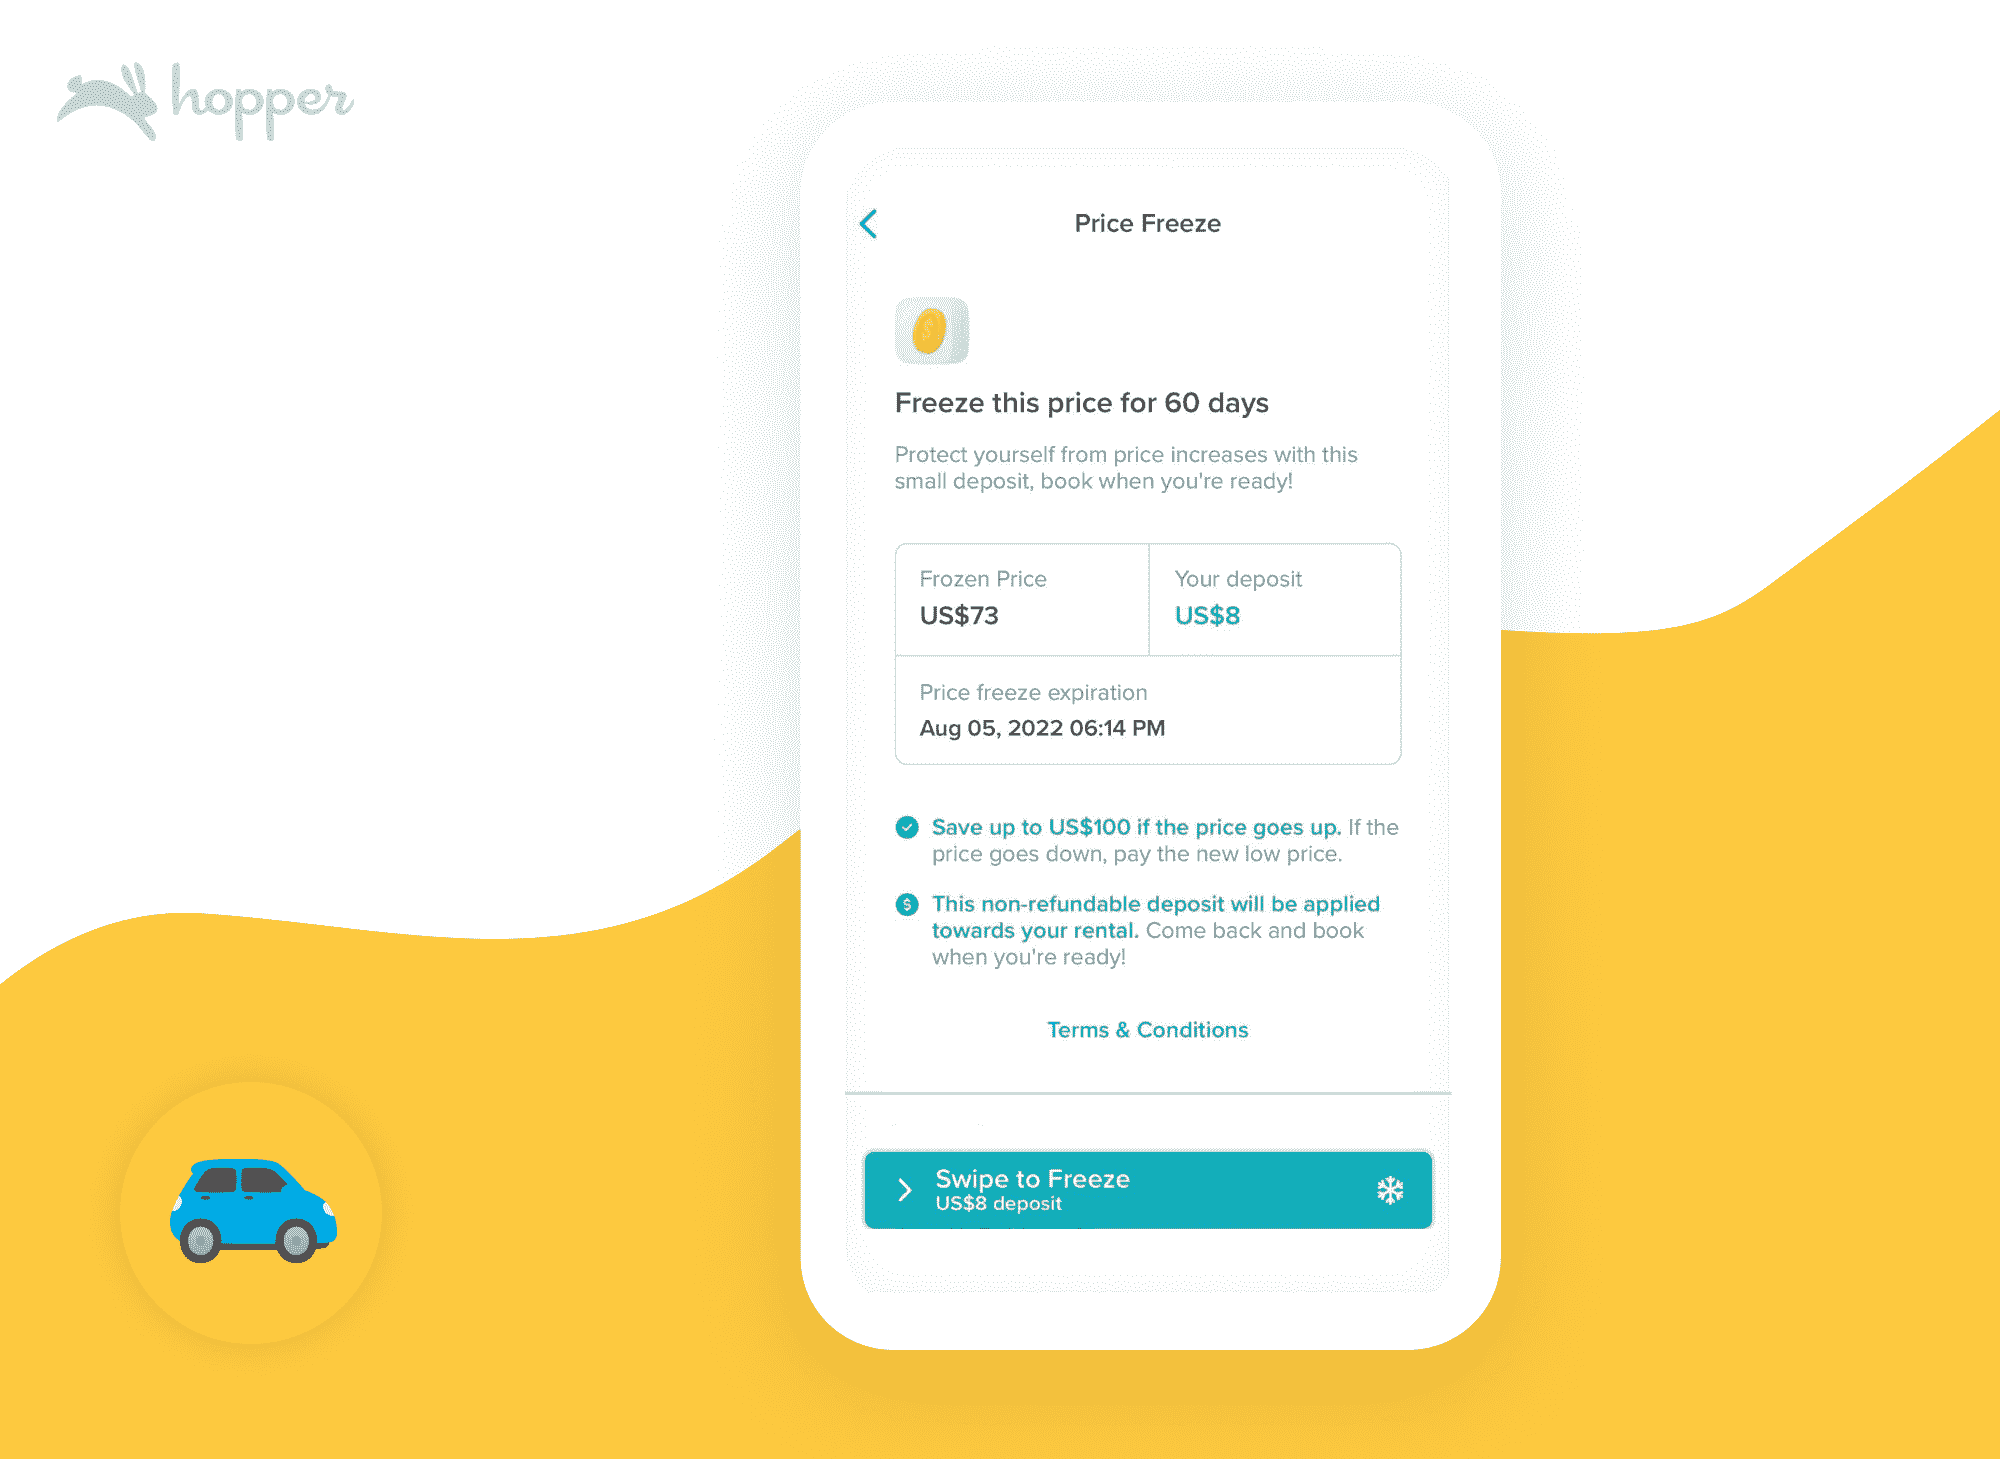 hopper
Price Freeze
Freeze this price for 60 days
Protect yourself from price increases with this
small deposit, book when you're ready!
Frozen Price
US$73
Your deposit
US$8
Price freeze expiration
Aug 05, 2022 06:14 PM
Save up to US$100 if the price goes up. If the
price goes down, pay the new low price.
This non-refundable deposit will be applied
towards your rental. Come back and book
when you're ready!
Terms & Conditions
Swipe to Freeze
US$8 deposit